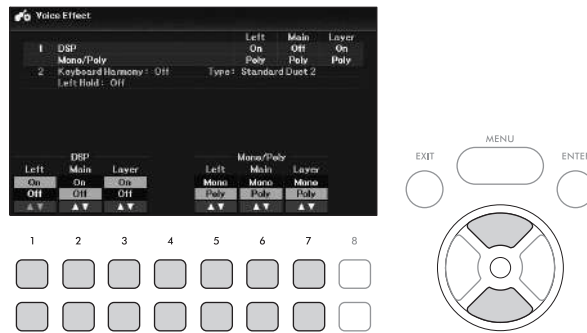 Voice Effect
Left Main Layer
1 DSP On Off On
Mono/Poly Poly Poly Poly
2 Keyboard Harmony: Off Type: Standard Duet 2
Left Hold: Off
DSP Mono/Poly
Left Main Layer Left Main Layer
On On On Mono Mono Mono
Off Off Off Poly Poly Poly
MENU
EXIT ENTER
1 2 3 4 5 6 7 8